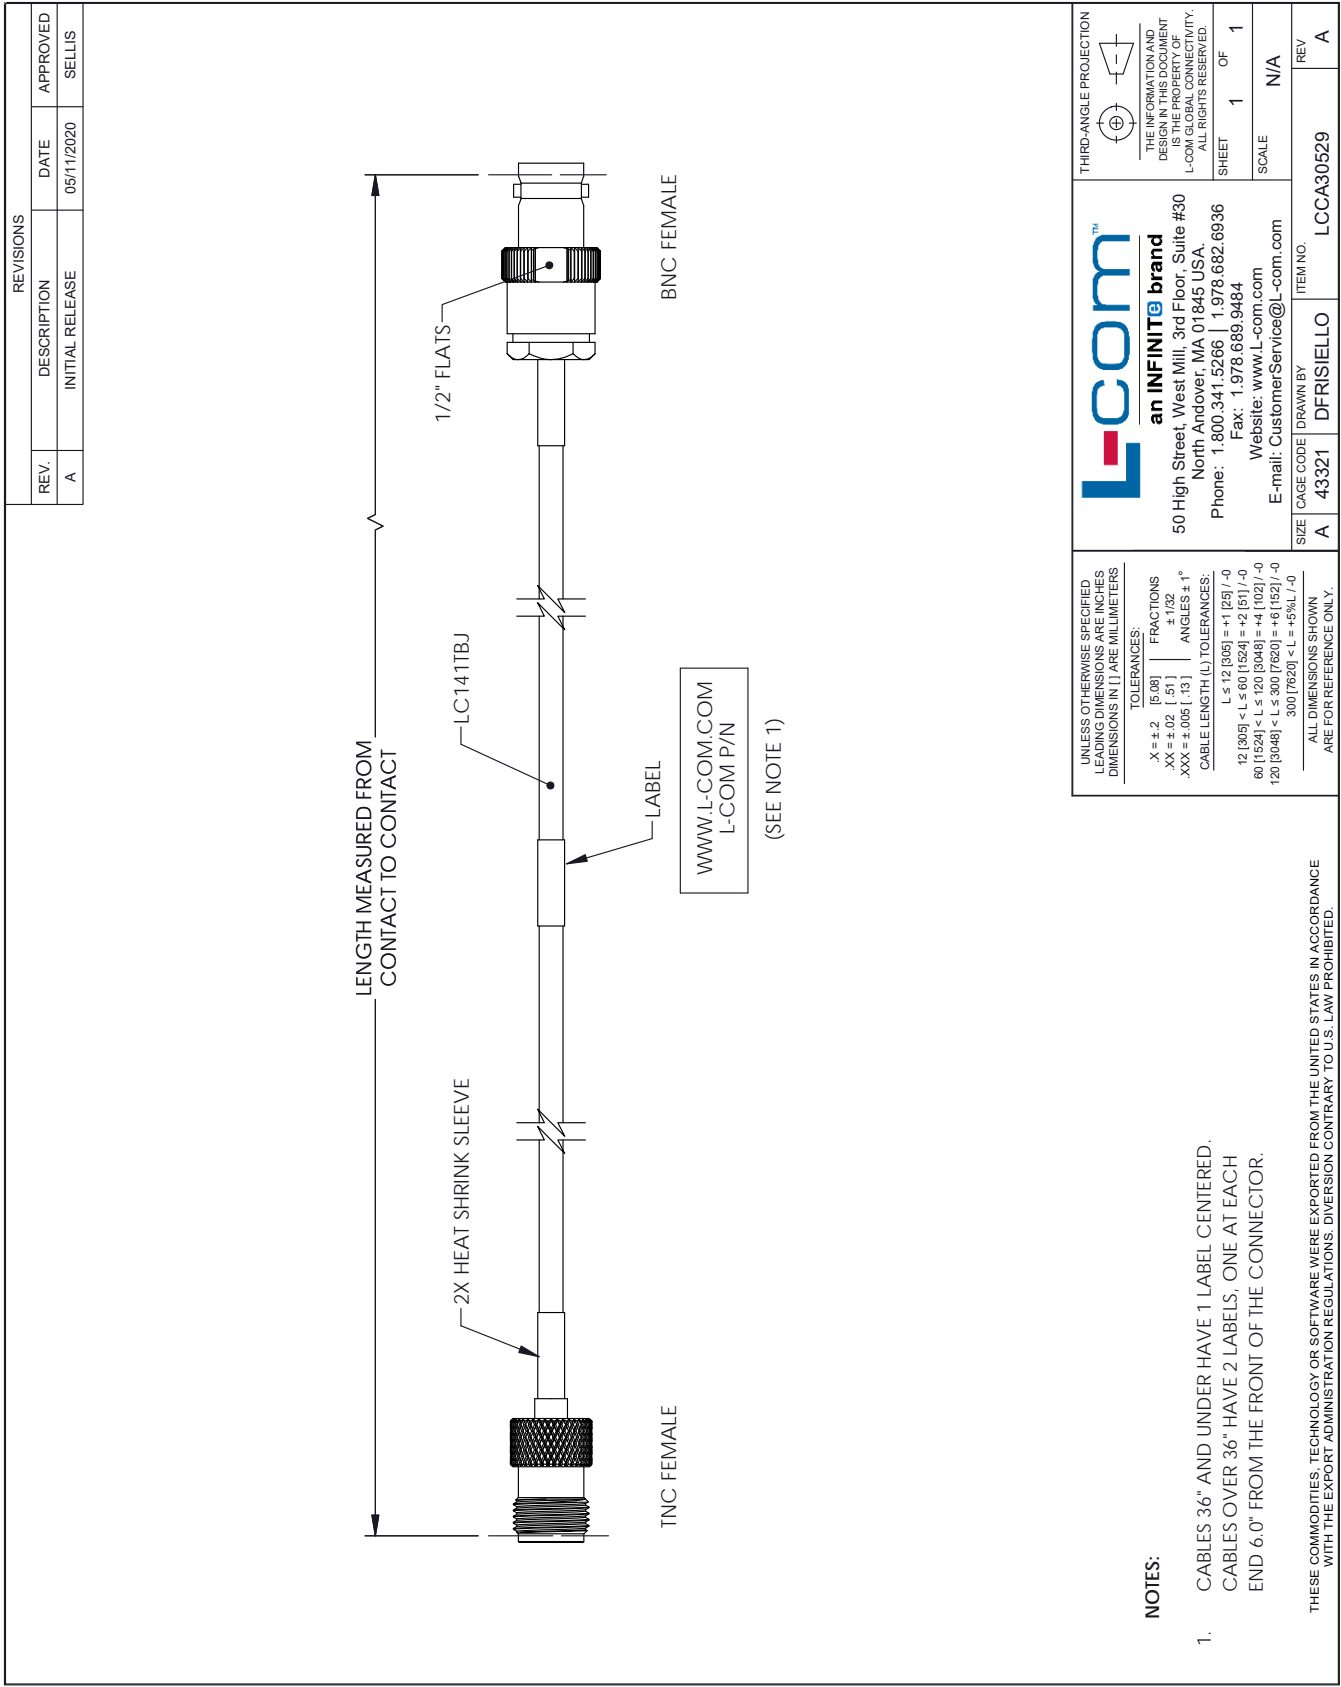 REVISIONS
REV. DESCRIPTION DATE APPROVED
A INITIAL RELEASE 05/11/2020 SELLIS
LENGTH MEASURED FROM
CONTACT TO CONTACT
2X HEAT SHRINK SLEEVE
LC141TBJ
1/2" FLATS
LABEL
TNC FEMALE
BNC FEMALE
WWW.L-COM.COM
L-COM P/N
(SEE NOTE 1)
NOTES:
1. CABLES 36" AND UNDER HAVE 1 LABEL CENTERED.
CABLES OVER 36" HAVE 2 LABELS, ONE AT EACH
END 6.0" FROM THE FRONT OF THE CONNECTOR.
THESE COMMODITIES, TECHNOLOGY OR SOFTWARE WERE EXPORTED FROM THE UNITED STATES IN ACCORDANCE
WITH THE EXPORT ADMINISTRATION REGULATIONS. DIVERSION CONTRARY TO U.S. LAW PROHIBITED.
UNLESS OTHERWISE SPECIFIED
LEADING DIMENSIONS ARE INCHES
DIMENSIONS IN [ ] ARE MILLIMETERS
TOLERANCES:
.X = ±.2 [5.08] FRACTIONS
.XX = ±.02 [ .51 ] ± 1/32
.XXX = ±.005 [ .13 ] ANGLES ± 1°
CABLE LENGTH (L) TOLERANCES:
L ≤ 12 [305] = +1 [25] / -0
12 [305] < L ≤ 60 [1524] = +2 [51] / -0
60 [1524] < L ≤ 120 [3048] = +4 [102] / -0
120 [3048] < L ≤ 300 [7620] = +6 [152] / -0
300 [7620] < L = +5%L / -0
ALL DIMENSIONS SHOWN
ARE FOR REFERENCE ONLY.
L-com™
an INFINITe brand
50 High Street, West Mill, 3rd Floor, Suite #30
North Andover, MA 01845 USA.
Phone: 1.800.341.5266 | 1.978.682.6936
Fax: 1.978.689.9484
Website: www.L-com.com
E-mail: CustomerService@L-com.com
THIRD-ANGLE PROJECTION
THE INFORMATION AND
DESIGN IN THIS DOCUMENT
IS THE PROPERTY OF
L-COM GLOBAL CONNECTIVITY.
ALL RIGHTS RESERVED.
SHEET 1 OF 1
SCALE N/A
SIZE CAGE CODE DRAWN BY ITEM NO. REV
A 43321 DFRISIELLO LCCA30529 A